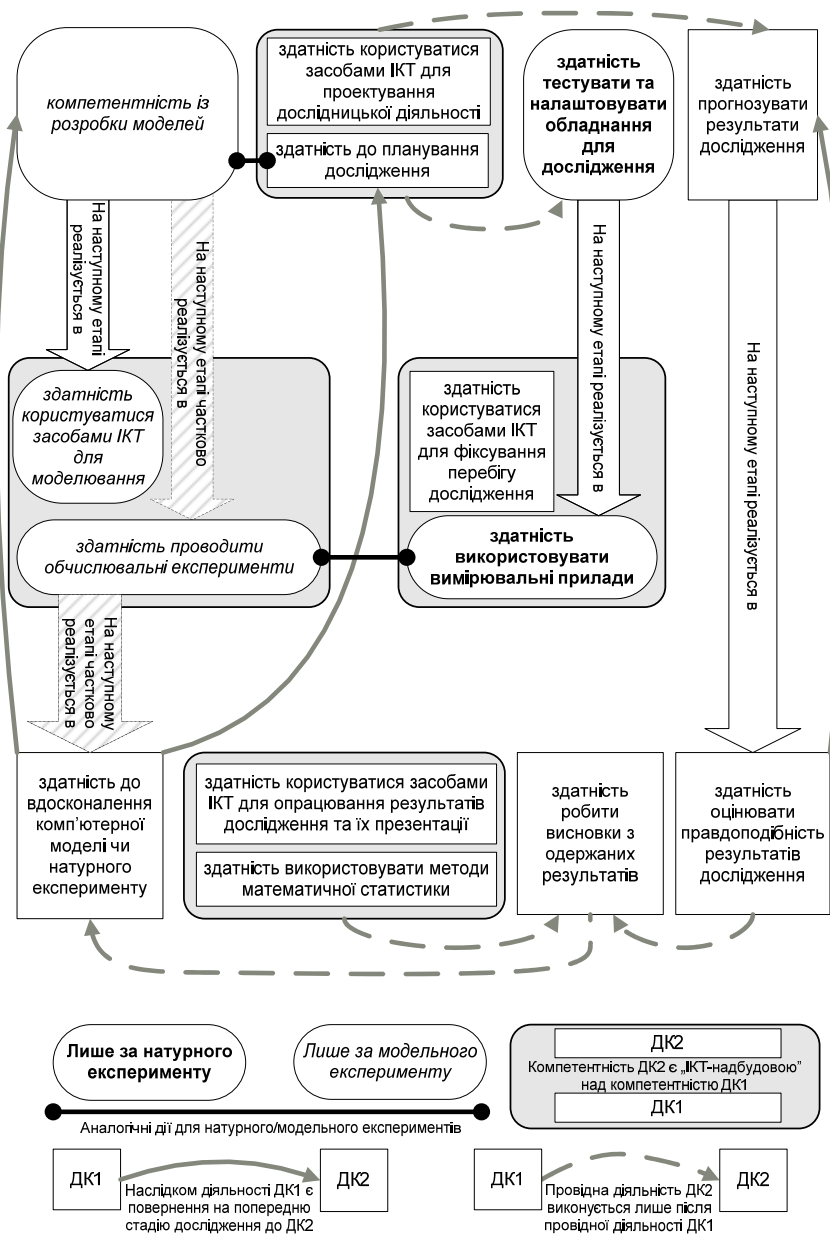 компетентність із
розробки моделей
здатність користуватися
засобами ІКТ для
проектування
дослідницької діяльності
здатність до планування
дослідження
здатність
тестувати та
налаштовувати
обладнання
для
дослідження
здатність
прогнозувати
результати
дослідження
На наступному етапі
реалізується в
На наступному етапі частково
реалізується в
На наступному етапі реалізується в
На наступному етапі реалізується в
здатність
користуватися
засобами ІКТ
для
моделювання
здатність
користуватися
засобами ІКТ
для фіксування
перебігу
дослідження
здатність проводити
обчислювальні експерименти
здатність
використовувати
вимірювальні прилади
На наступному
етапі частково
реалізується в
здатність до
вдосконалення
комп’ютерної
моделі чи
натурного
експерименту
здатність користуватися засобами
ІКТ для опрацювання результатів
дослідження та їх презентації
здатність використовувати методи
математичної статистики
здатність
робити
висновки з
одержаних
результатів
здатність
оцінювати
правдоподібність
результатів
дослідження
Лише за натурного
експерименту
Лише за модельного
експерименту
ДК2
Компетентність ДК2 є „ІКТ-надбудовою”
над компетентністю ДК1
ДК1
Аналогічні дії для натурного/модельного експериментів
ДК1
ДК2
Наслідком діяльності ДК1 є
повернення на попередню
стадію дослідження до ДК2
ДК1
ДК2
Провідна діяльність ДК2
виконується лише після
провідної діяльності ДК1